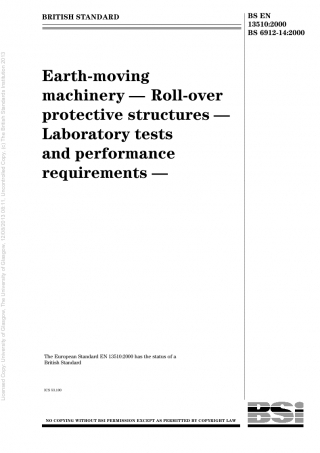 BRITISH STANDARD
BS EN
13510:2000
BS 6912-14:2000
Earth-moving
machinery — Roll-over
protective structures —
Laboratory tests
and performance
requirements —
The European Standard EN 13510:2000 has the status of a
British Standard
ICS 53.100
NO COPYING WITHOUT BSI PERMISSION EXCEPT AS PERMITTED BY COPYRIGHT LAW
BSi
Licensed Copy: University of Glasgow, The University of Glasgow,
Uncontrolled Copy, (c) The British Standards Institution 2013